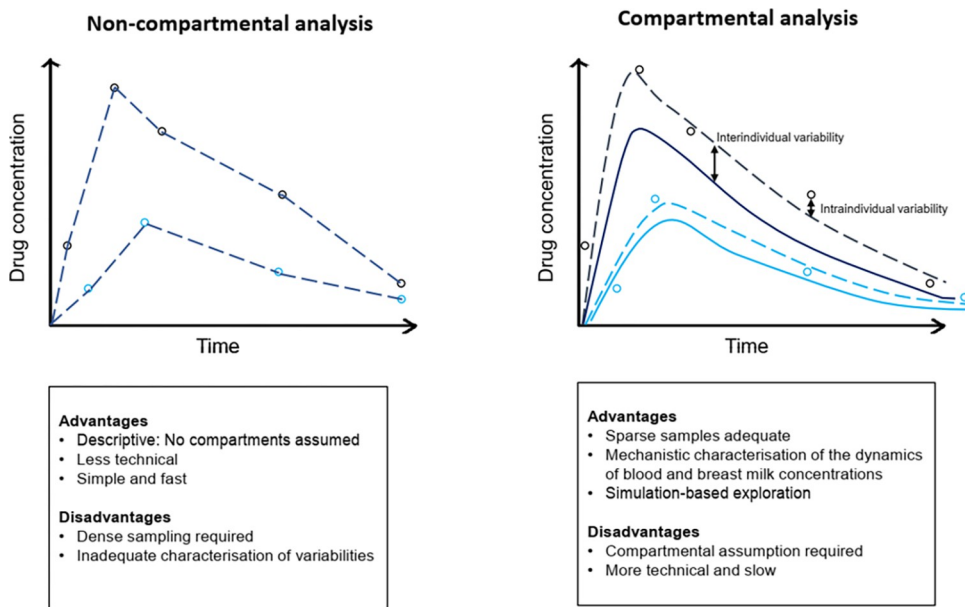 Non-compartmental analysis
Drug concentration
Time
Advantages
• Descriptive: No compartments assumed
• Less technical
• Simple and fast
Disadvantages
• Dense sampling required
• Inadequate characterisation of variabilities
Compartmental analysis
Drug concentration
Interindividual variability
Intraindividual variability
Time
Advantages
• Sparse samples adequate
• Mechanistic characterisation of the dynamics
of blood and breast milk concentrations
• Simulation-based exploration
Disadvantages
• Compartmental assumption required
• More technical and slow